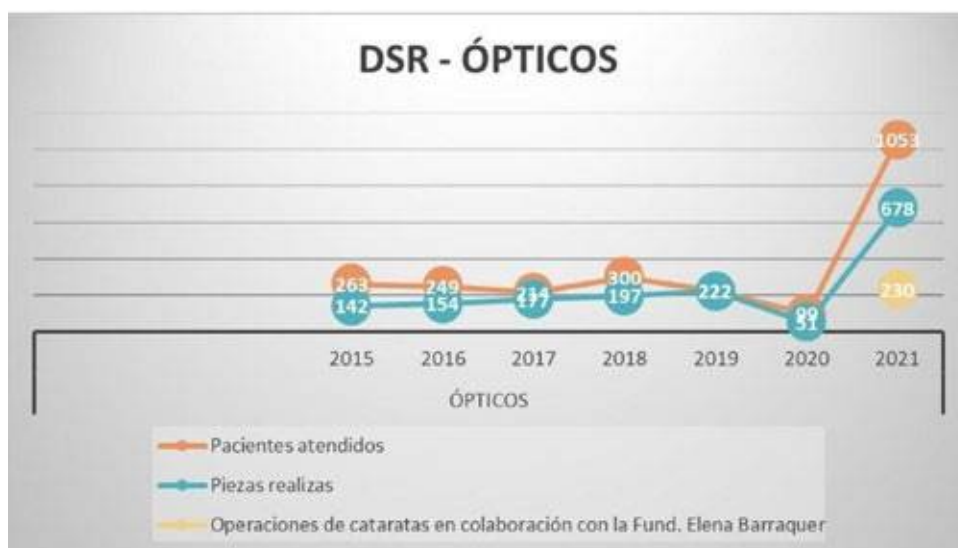 DSR - ÓPTICOS
1053
678
230
263
249
300
142
154
197
222
51
2015 2016 2017 2018 2019 2020 2021
ÓPTICOS
Pacientes atendidos
Piezas realizas
Operaciones de cataratas en colaboración con la Fund. Elena Barraquer